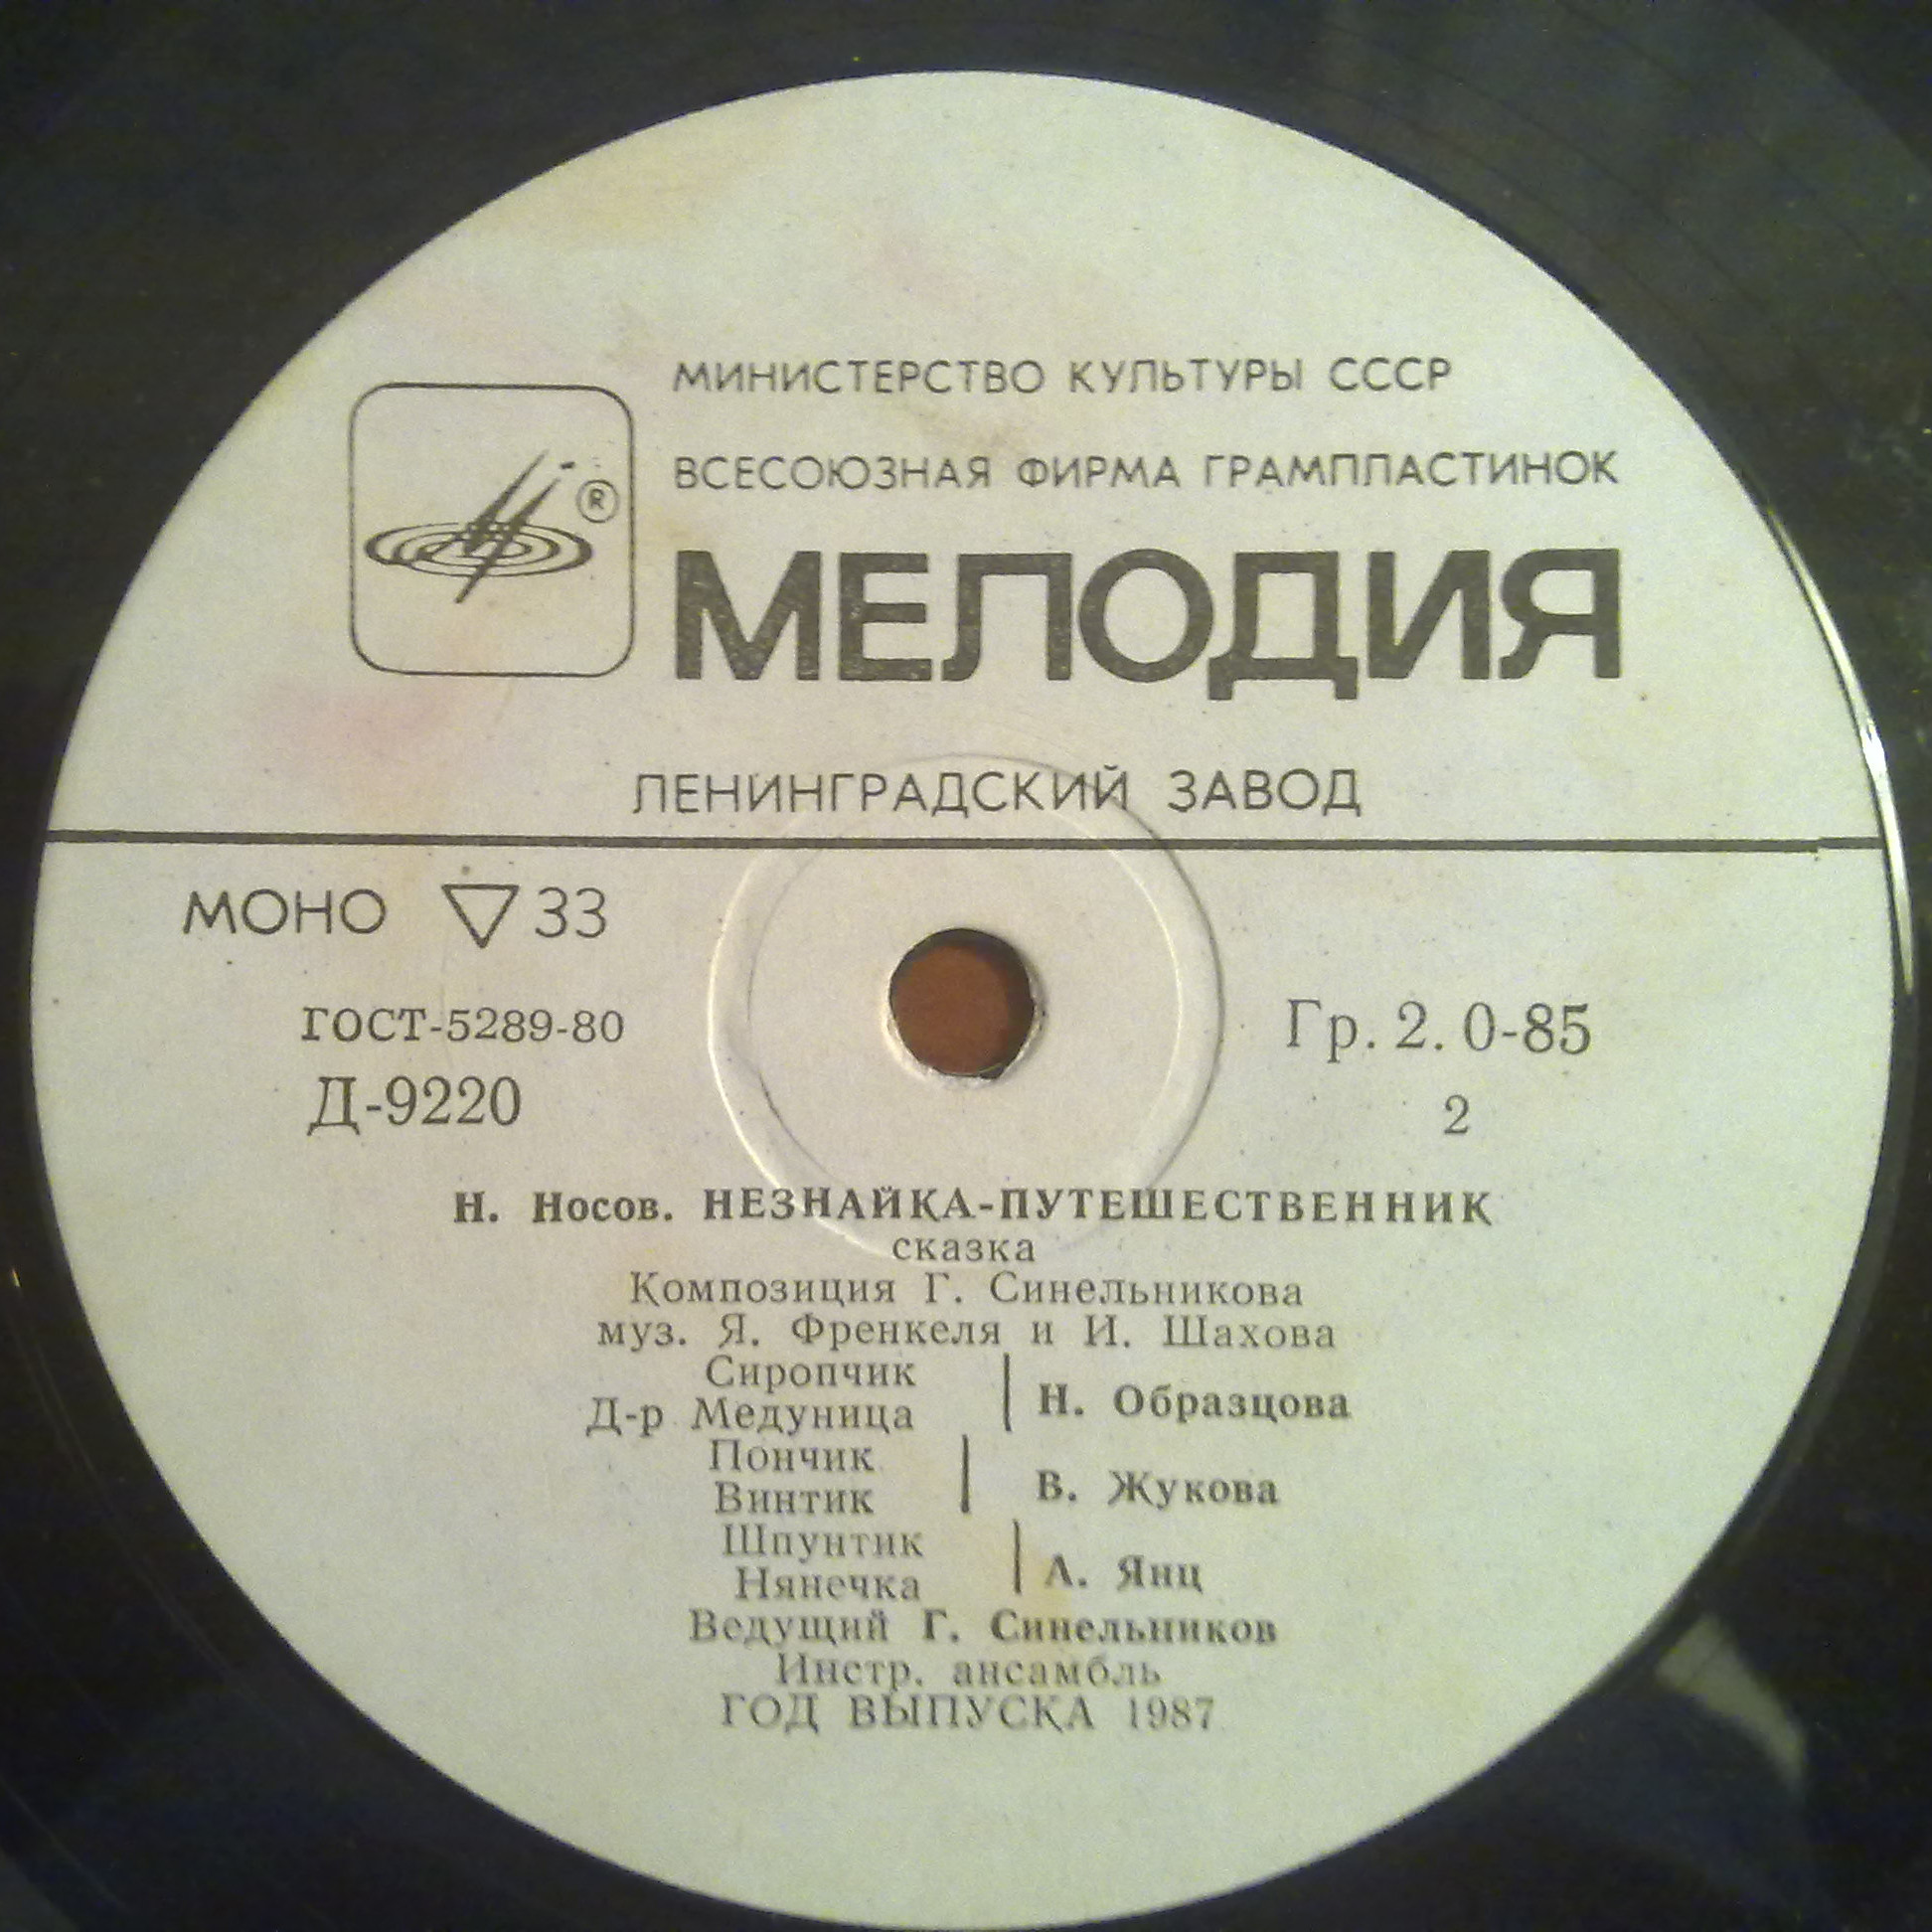 МИНИСТЕРСТВО КУЛЬТУРЫ СССР
ВСЕСОЮЗНАЯ ФИРМА ГРАМПЛАСТИНОК
®
МЕЛОДИЯ
ЛЕНИНГРАДСКИЙ ЗАВОД
МОНО ▽ 33
ГОСТ-5289-80
Гр. 2. 0-85
Д-9220
2
Н. Носов. НЕЗНАЙКА-ПУТЕШЕСТВЕННИК
сказка
Композиция Г. Синельникова
муз. Я. Френкеля и И. Шахова
Сиропчик
Д-р Медуница
Н. Образцова
Пончик
Винтик
В. Жукова
Шпунтик
Нянечка
А. Янц
Ведущий Г. Синельников
Инстр. ансамбль
ГОД ВЫПУСКА 1987